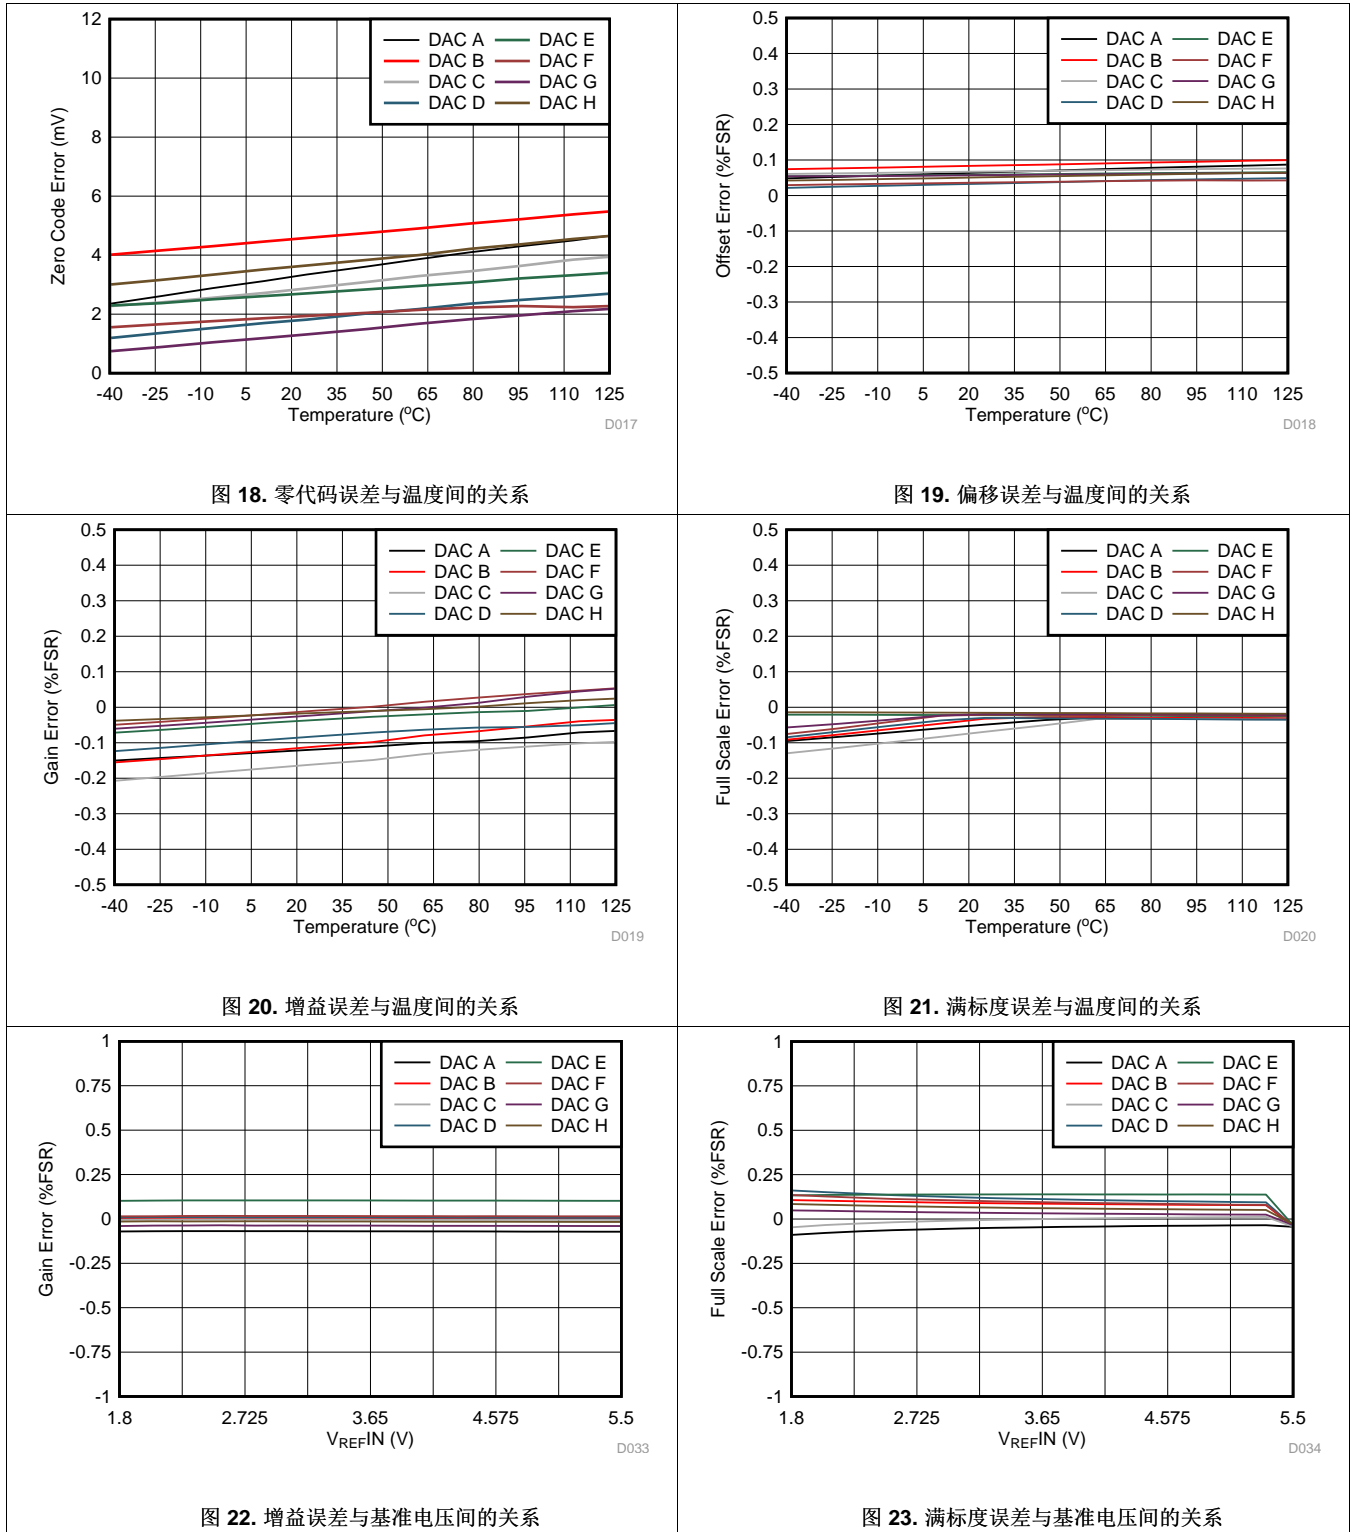 12
10
8
6
4
2
0
Zero Code Error (mV)
DAC A DAC E
DAC B DAC F
DAC C DAC G
DAC D DAC H
-40 -25 -10 5 20 35 50 65 80 95 110 125
Temperature (ºC)
D017
图 18. 零代码误差与温度间的关系
0.5
0.4
0.3
0.2
0.1
0
-0.1
-0.2
-0.3
-0.4
-0.5
Offset Error (%FSR)
DAC A DAC E
DAC B DAC F
DAC C DAC G
DAC D DAC H
-40 -25 -10 5 20 35 50 65 80 95 110 125
Temperature (ºC)
D018
图 19. 偏移误差与温度间的关系
0.5
0.4
0.3
0.2
0.1
0
-0.1
-0.2
-0.3
-0.4
-0.5
Gain Error (%FSR)
DAC A DAC E
DAC B DAC F
DAC C DAC G
DAC D DAC H
-40 -25 -10 5 20 35 50 65 80 95 110 125
Temperature (ºC)
D019
图 20. 增益误差与温度间的关系
0.5
0.4
0.3
0.2
0.1
0
-0.1
-0.2
-0.3
-0.4
-0.5
Full Scale Error (%FSR)
DAC A DAC E
DAC B DAC F
DAC C DAC G
DAC D DAC H
-40 -25 -10 5 20 35 50 65 80 95 110 125
Temperature (ºC)
D020
图 21. 满标度误差与温度间的关系
1
0.75
0.5
0.25
0
-0.25
-0.5
-0.75
-1
Gain Error (%FSR)
DAC A DAC E
DAC B DAC F
DAC C DAC G
DAC D DAC H
1.8 2.725 3.65 4.575 5.5
VREFIN (V)
D033
图 22. 增益误差与基准电压间的关系
1
0.75
0.5
0.25
0
-0.25
-0.5
-0.75
-1
Full Scale Error (%FSR)
DAC A DAC E
DAC B DAC F
DAC C DAC G
DAC D DAC H
1.8 2.725 3.65 4.575 5.5
VREFIN (V)
D034
图 23. 满标度误差与基准电压间的关系